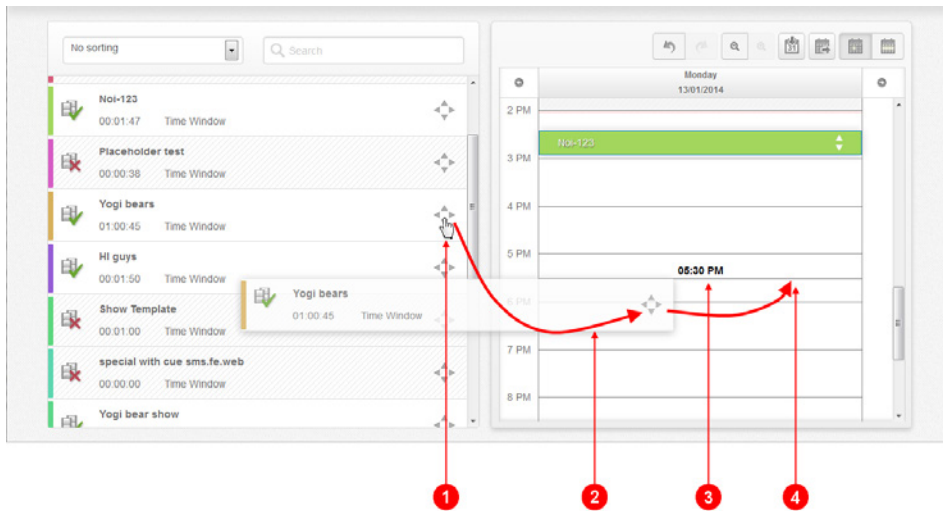 No sorting
Search
Noi-123
00:01:47 Time Window
Placeholder test
00:00:38 Time Window
Yogi bears
01:00:45 Time Window
Hi guys
00:01:50 Time Window
Show Template
00:01:00 Time Window
special with cue sms.fe.web
00:00:00 Time Window
Yogi bear show
Yogi bears
01:00:45 Time Window
31
Monday
13/01/2014
2 PM
Noi-123
3 PM
4 PM
5 PM
05:30 PM
6 PM
7 PM
8 PM
1
2
3
4